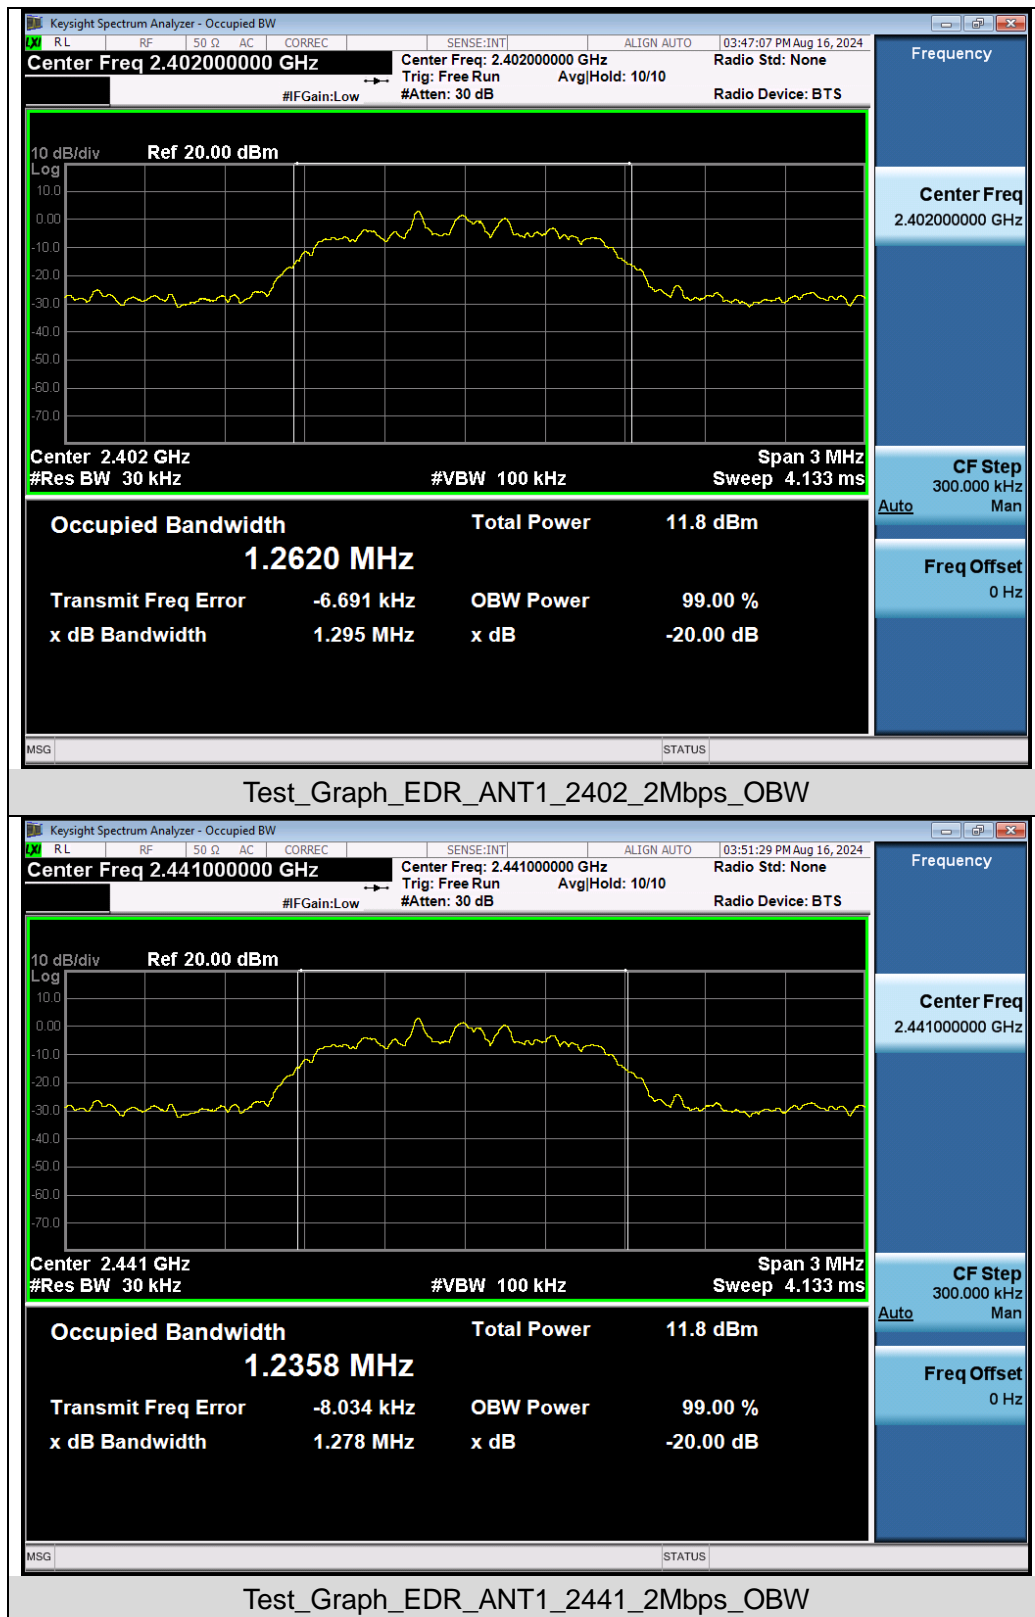 Keysight Spectrum Analyzer - Occupied BW
LXI RL RF 50 Ω AC CORREC SENSE:INT ALIGN AUTO 03:47:07 PM Aug 16, 2024
Center Freq 2.402000000 GHz
Center Freq: 2.402000000 GHz
Radio Std: None
Trig: Free Run Avg|Hold: 10/10
#IFGain:Low
#Atten: 30 dB
Radio Device: BTS
Frequency
10 dB/div Ref 20.00 dBm
Log
10.0
0.00
-10.0
-20.0
-30.0
-40.0
-50.0
-60.0
-70.0
Center 2.402 GHz
Span 3 MHz
#Res BW 30 kHz
#VBW 100 kHz
Sweep 4.133 ms
Center Freq
2.402000000 GHz
CF Step
300.000 kHz
Auto Man
Freq Offset
0 Hz
Occupied Bandwidth
Total Power 11.8 dBm
1.2620 MHz
Transmit Freq Error -6.691 kHz OBW Power 99.00 %
x dB Bandwidth 1.295 MHz x dB -20.00 dB
MSG STATUS
Test_Graph_EDR_ANT1_2402_2Mbps_OBW
Keysight Spectrum Analyzer - Occupied BW
LXI RL RF 50 Ω AC CORREC SENSE:INT ALIGN AUTO 03:51:29 PM Aug 16, 2024
Center Freq 2.441000000 GHz
Center Freq: 2.441000000 GHz
Radio Std: None
Trig: Free Run Avg|Hold: 10/10
#IFGain:Low
#Atten: 30 dB
Radio Device: BTS
Frequency
10 dB/div Ref 20.00 dBm
Log
10.0
0.00
-10.0
-20.0
-30.0
-40.0
-50.0
-60.0
-70.0
Center 2.441 GHz
Span 3 MHz
#Res BW 30 kHz
#VBW 100 kHz
Sweep 4.133 ms
Center Freq
2.441000000 GHz
CF Step
300.000 kHz
Auto Man
Freq Offset
0 Hz
Occupied Bandwidth
Total Power 11.8 dBm
1.2358 MHz
Transmit Freq Error -8.034 kHz OBW Power 99.00 %
x dB Bandwidth 1.278 MHz x dB -20.00 dB
MSG STATUS
Test_Graph_EDR_ANT1_2441_2Mbps_OBW